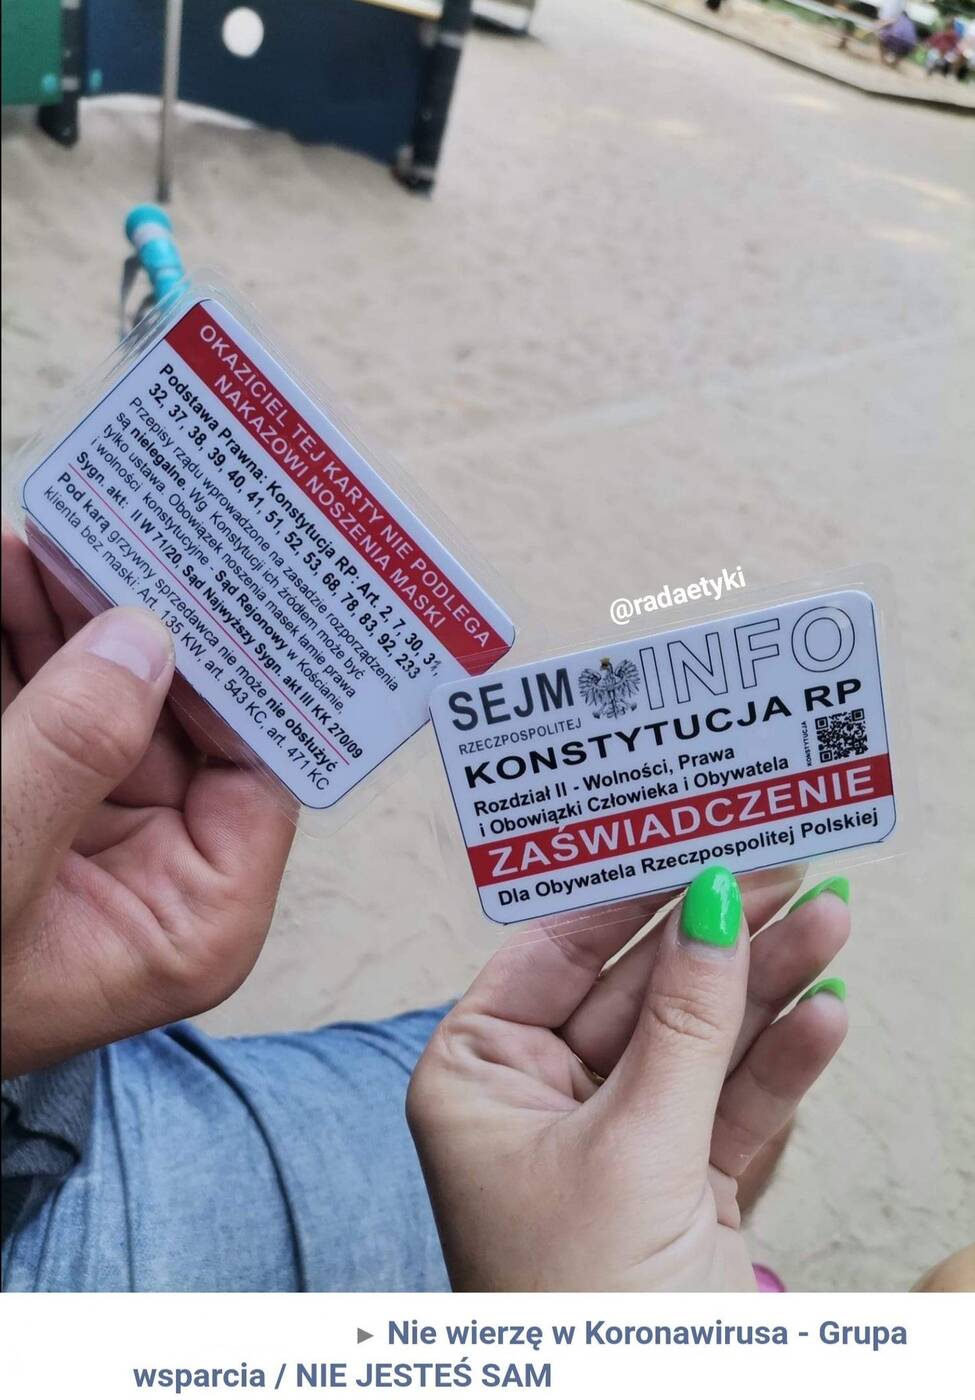 OKAZICIEL TEJ KARTY NIE PODLEGA
NAKAZOWI NOSZENIA MASKI
Podstawa Prawna: Konstytucja RP: Art. 2, 7, 30, 31,
32, 37, 38, 39, 40, 41, 51, 52, 53, 68, 78, 83, 92, 233
Przepisy rządu wprowadzone na zasadzie rozporządzenia
są nielegalne. Wg Konstytucji ich źródłem może być
tylko ustawa. Obowiązek noszenia masek łamie prawa
i wolności konstytucyjne - Sąd Rejonowy w Kościanie,
Sygn. akt: II W 71/20, Sąd Najwyższy Sygn. akt III KK 270/09
Pod karą grzywny sprzedawca nie może nie obsłużyć
klienta bez maski: Art. 135 KW, art. 543 KC, art. 471 KC
@radaetyki
SEJM INFO
RZECZPOSPOLITEJ
KONSTYTUCJA RP
Rozdział II - Wolności, Prawa
i Obowiązki Człowieka i Obywatela
KONSTYTUCJA
ZAŚWIADCZENIE
Dla Obywatela Rzeczpospolitej Polskiej
▸ Nie wierzę w Koronawirusa - Grupa
wsparcia / NIE JESTEŚ SAM